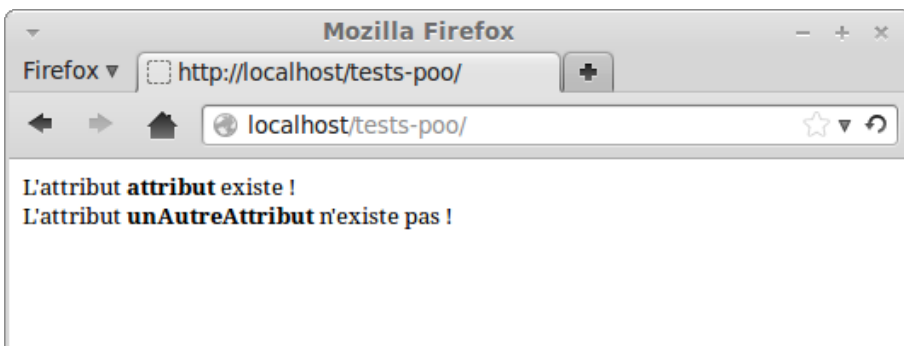 Mozilla Firefox
Firefox
http://localhost/tests-poo/
localhost/tests-poo/
L'attribut attribut existe !
L'attribut unAutreAttribut n'existe pas !